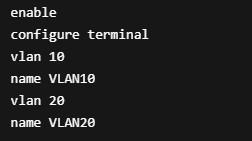 enable
configure terminal
vlan 10
name VLAN10
vlan 20
name VLAN20